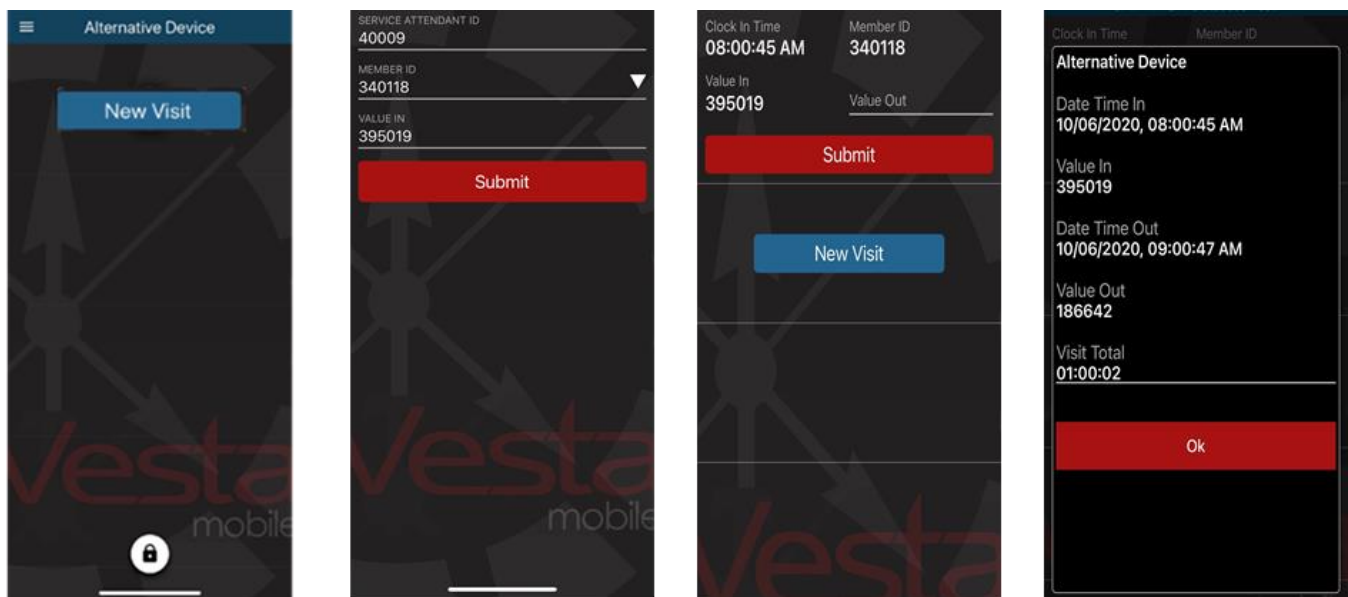 Alternative Device
New Visit
Vesta
mobile
SERVICE ATTENDANT ID
40009
MEMBER ID
340118
VALUE IN
395019
Submit
Vesta
mobile
Clock In Time Member ID
08:00:45 AM 340118
Value In
395019 Value Out
Submit
New Visit
Vesta
Clock In Time Member ID
Alternative Device
Date Time In
10/06/2020, 08:00:45 AM
Value In
395019
Date Time Out
10/06/2020, 09:00:47 AM
Value Out
186642
Visit Total
01:00:02
Ok